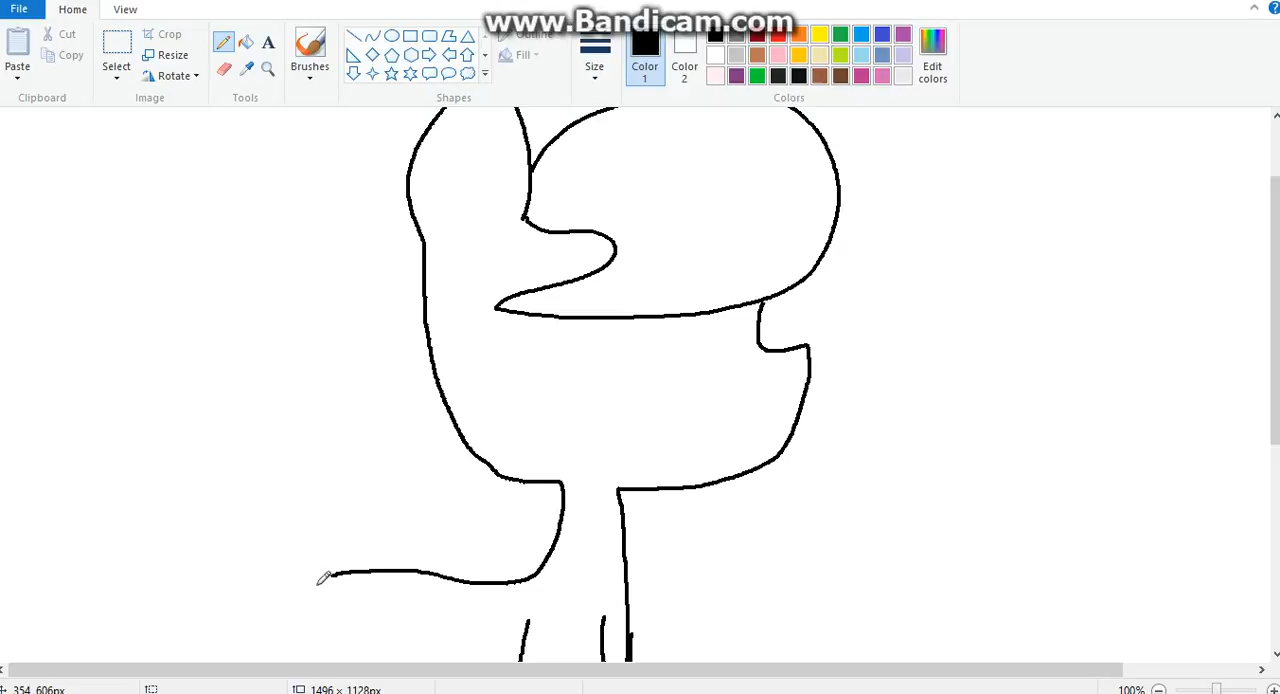 www.Bandicam.com
File Home View
Paste Cut Copy Clipboard
Select Crop Resize Rotate Image
Tools
Brushes
Outline Fill Shapes
Size
Color 1 Color 2 Edit colors Colors
354, 606px 1496 × 1128px 100%